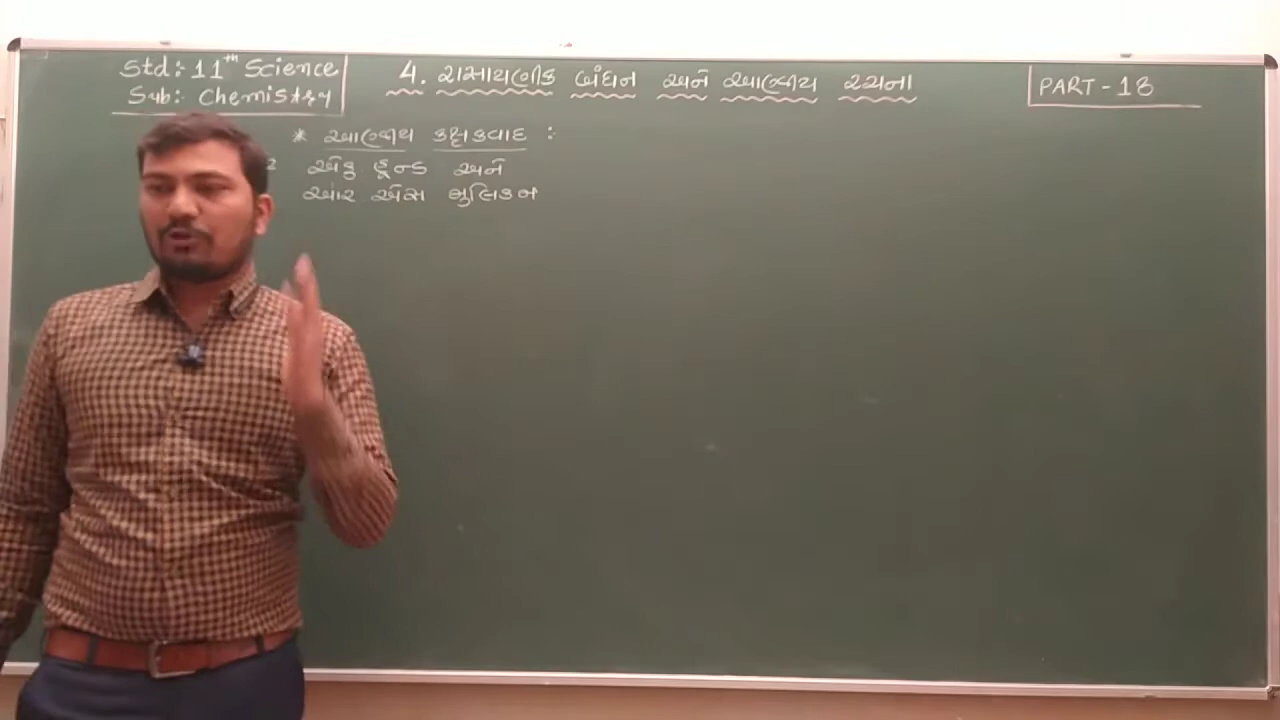 Std:- 11th Science
Sub:- Chemistry
4. રાસાયણીક બંધન અને આણ્વીય રચના
PART - 18
* આણ્વીય કક્ષકવાદ :
2 એફ હૂન્ડ અને
આર એસ મુલિકન